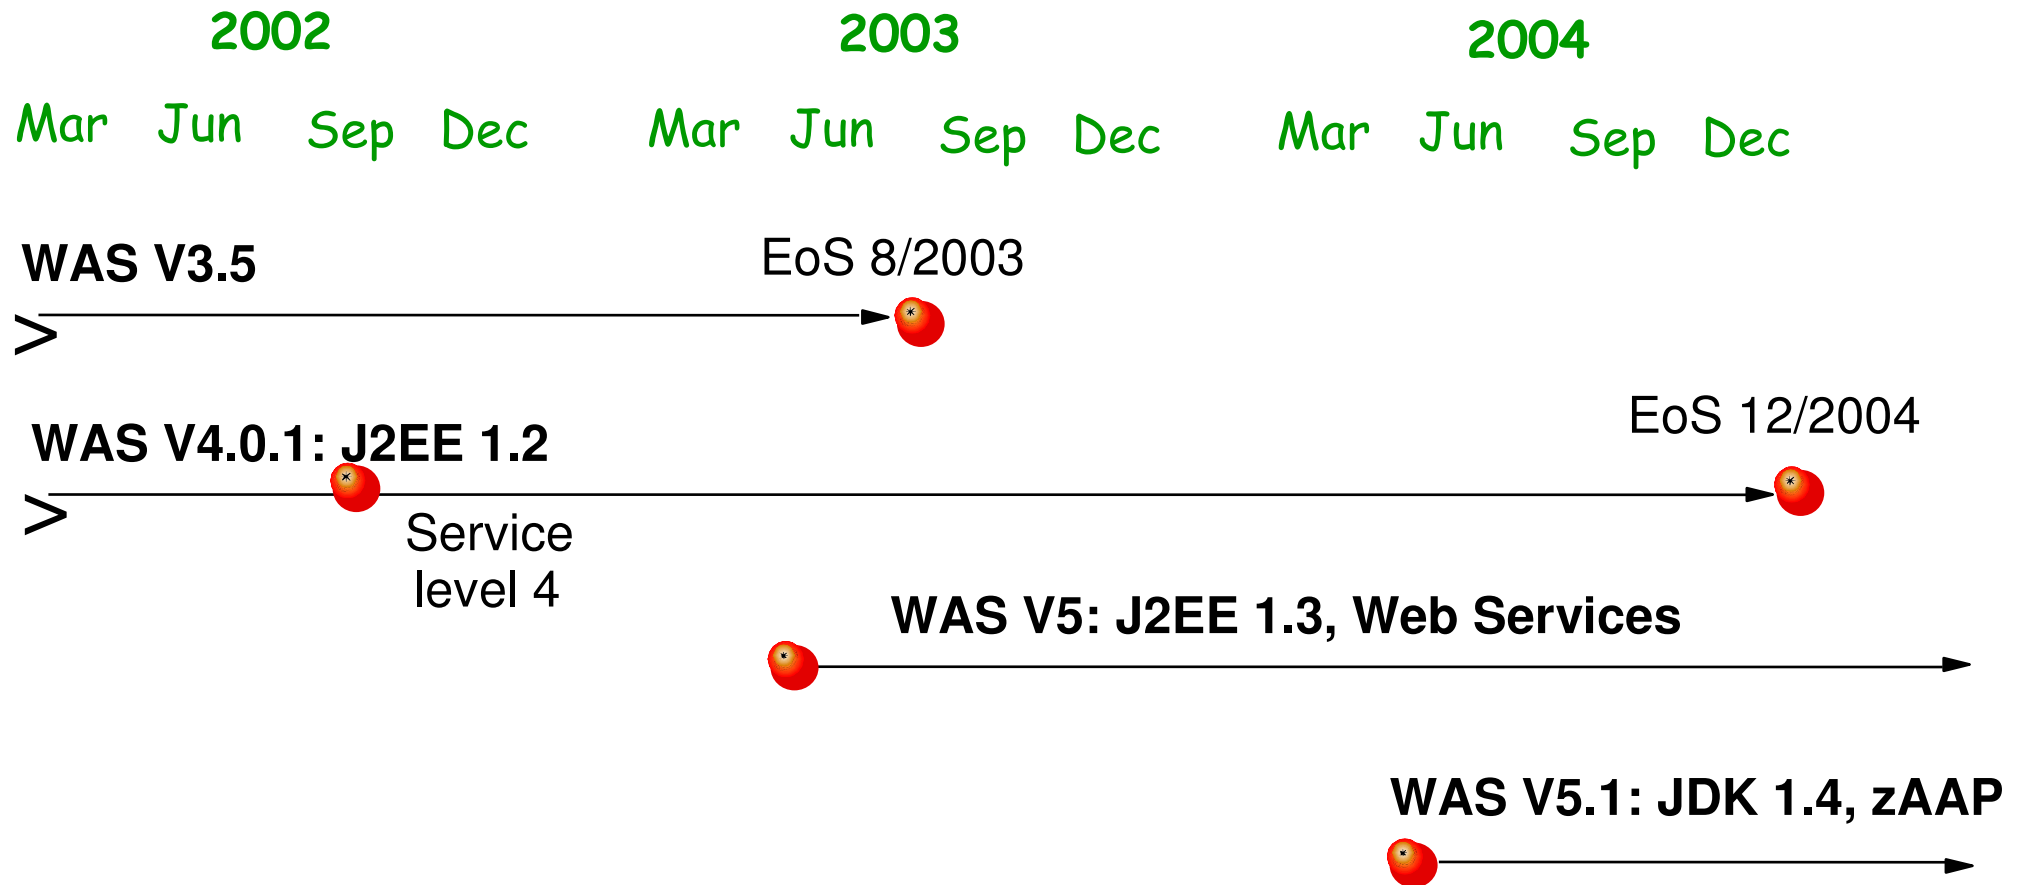 2002 2003 2004
Mar Jun Sep Dec Mar Jun Sep Dec Mar Jun Sep Dec
WAS V3.5
EoS 8/2003
>
EoS 12/2004
WAS V4.0.1: J2EE 1.2
>
Service
level 4
WAS V5: J2EE 1.3, Web Services
WAS V5.1: JDK 1.4, zAAP